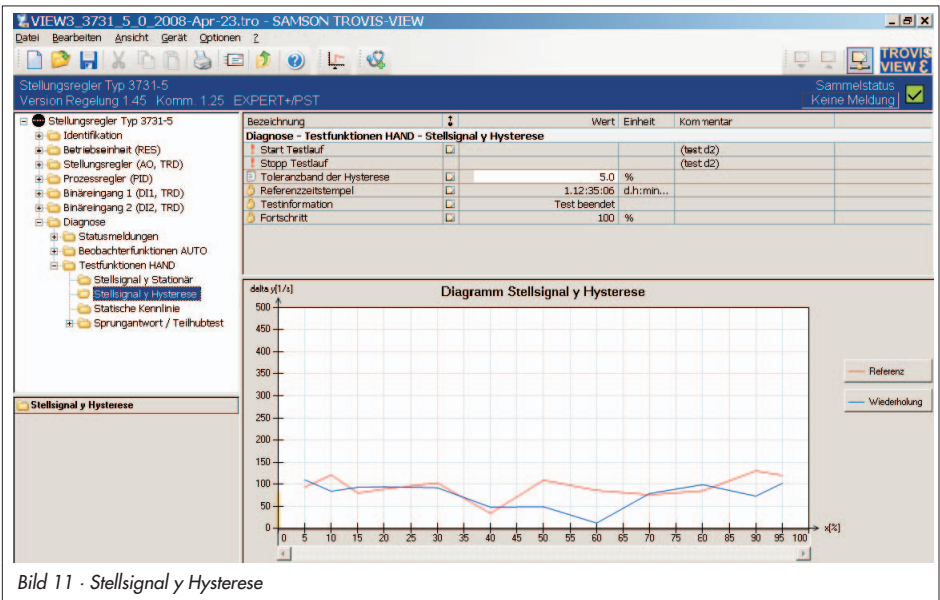 VIEW3_3731_5_0_2008-Apr-23.tro - SAMSON TROVIS-VIEW
Datei Bearbeiten Ansicht Gerät Optionen ?
TROVIS
VIEW 3
Stellungsregler Typ 3731-5
Version Regelung 1.45 Komm. 1.25 EXPERT+/PST
Sammelstatus
Keine Meldung
Stellungsregler Typ 3731-5
Identifikation
Betriebseinheit (RES)
Stellungsregler (AO, TRD)
Prozessregler (PID)
Binäreingang 1 (DI1, TRD)
Binäreingang 2 (DI2, TRD)
Diagnose
Statusmeldungen
Beobachterfunktionen AUTO
Testfunktionen HAND
Stellsignal y Stationär
Stellsignal y Hysterese
Statische Kennlinie
Sprungantwort / Teilhubtest
Stellsignal y Hysterese
Bezeichnung Wert Einheit Kommentar
Diagnose - Testfunktionen HAND - Stellsignal y Hysterese
Start Testlauf (test d2)
Stopp Testlauf (test d2)
Toleranzband der Hysterese 5.0 %
Referenzzeitstempel 1.12:35:06 d.h:min...
Testinformation Test beendet
Fortschritt 100 %
delta y[1/s]
Diagramm Stellsignal y Hysterese
500
450
400
350
300
250
200
150
100
50
0
0 5 10 15 20 25 30 35 40 45 50 55 60 65 70 75 80 85 90 95 100
x[%]
Referenz
Wiederholung
Bild 11 · Stellsignal y Hysterese